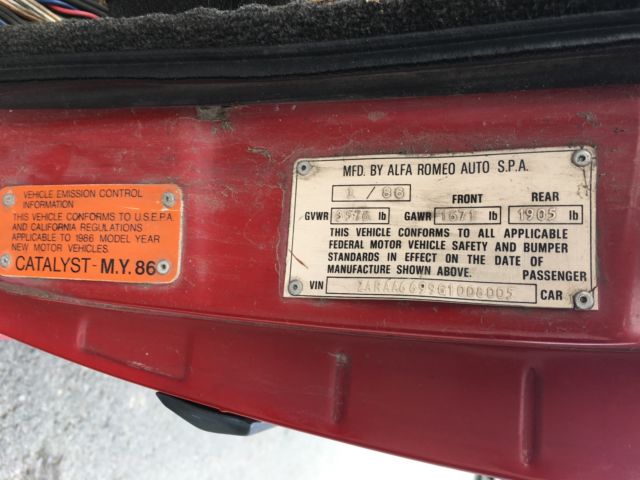 VEHICLE EMISSION CONTROL
INFORMATION
THIS VEHICLE CONFORMS TO U.S.E.P.A
AND CALIFORNIA REGULATIONS
APPLICABLE TO 1986 MODEL YEAR
NEW MOTOR VEHICLES.
CATALYST - M.Y. 86
MFD. BY ALFA ROMEO AUTO S.P.A.
FRONT REAR
GVWR 3576 lb GAWR 1671 lb 1905 lb
THIS VEHICLE CONFORMS TO ALL APPLICABLE
FEDERAL MOTOR VEHICLE SAFETY AND BUMPER
STANDARDS IN EFFECT ON THE DATE OF
MANUFACTURE SHOWN ABOVE. PASSENGER
VIN CAR